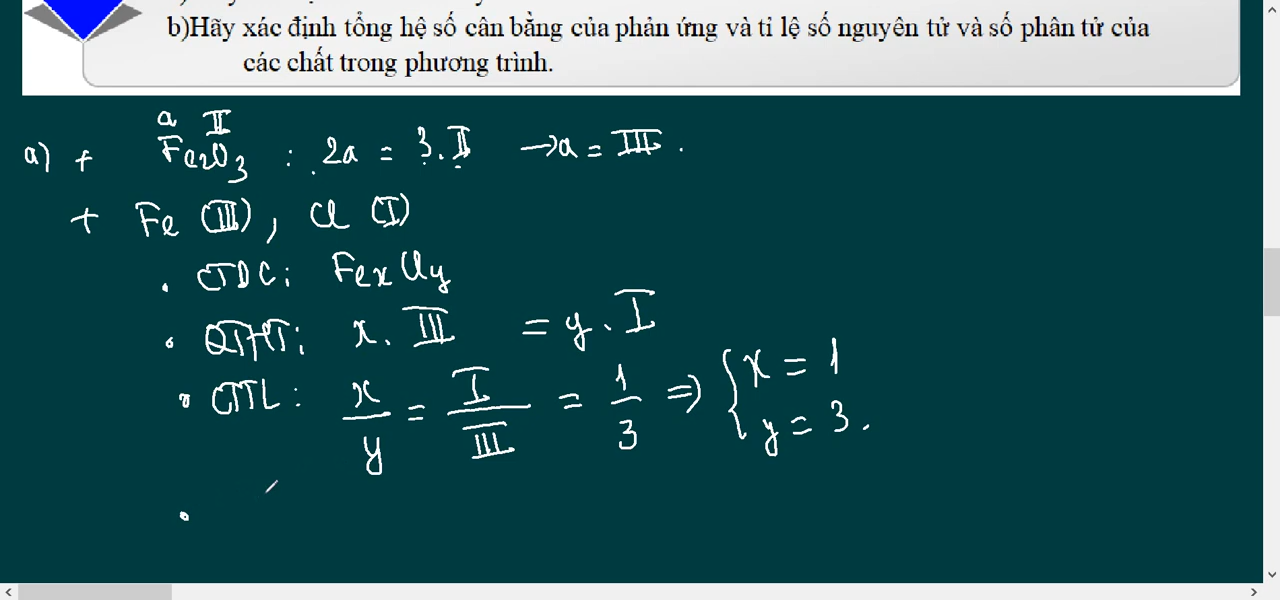 b)Hãy xác định tổng hệ số cân bằng của phản ứng và tỉ lệ số nguyên tử và số phân tử của
các chất trong phương trình.
a II
a) + Fe2O3 : 2a = 3.II → a = III.
+ Fe (III), Cl (I)
. CTDC: FexCly
. QTHT: x. III = y. I
. CTTL: x/y = I/III = 1/3 ⇒ { x = 1
y = 3.